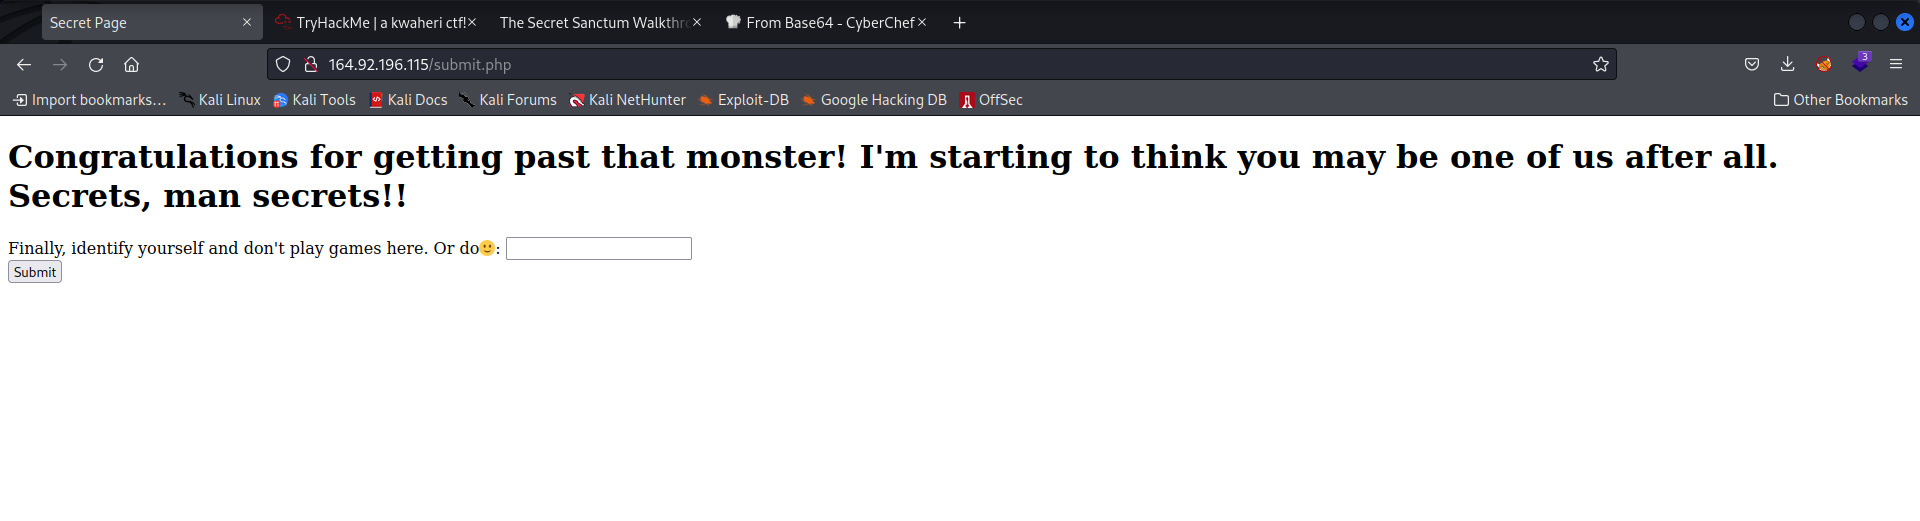 Secret Page
TryHackMe | a kwaheri ctf!
The Secret Sanctum Walkthro
From Base64 - CyberChef
164.92.196.115/submit.php
3
Import bookmarks...
Kali Linux
Kali Tools
Kali Docs
Kali Forums
Kali NetHunter
Exploit-DB
Google Hacking DB
OffSec
Other Bookmarks
Congratulations for getting past that monster! I'm starting to think you may be one of us after all.
Secrets, man secrets!!
Finally, identify yourself and don't play games here. Or do🙂:
Submit